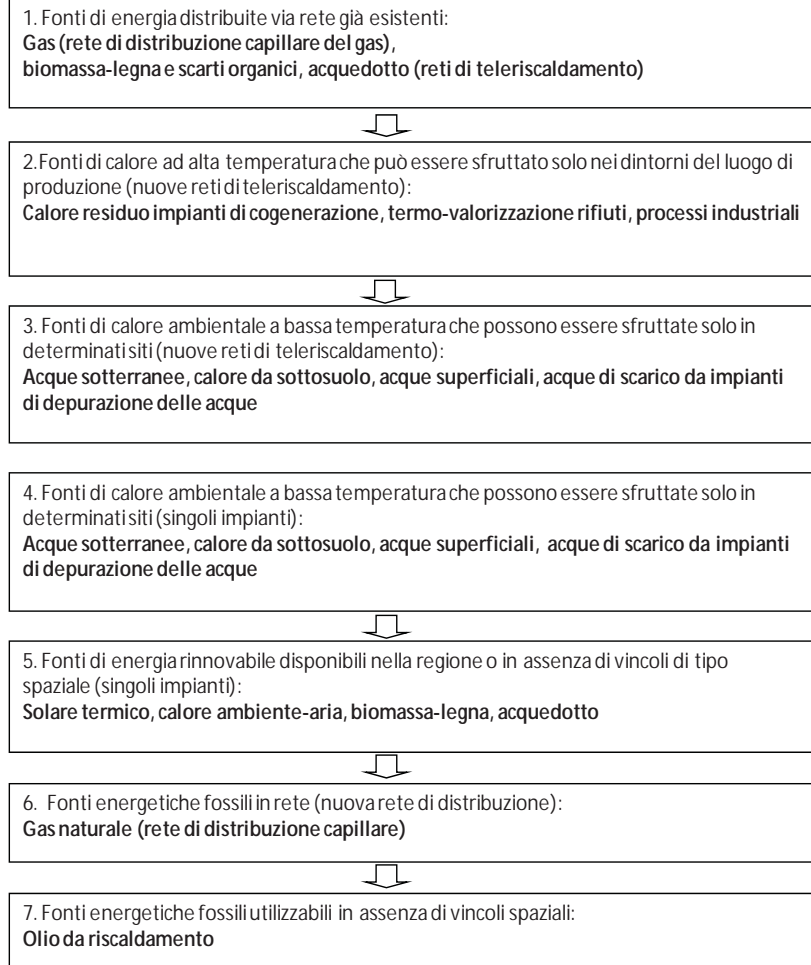 1. Fonti di energia distribuite via rete già esistenti:
Gas (rete di distribuzione capillare del gas),
biomassa-legna e scarti organici, acquedotto (reti di teleriscaldamento)
2.Fonti di calore ad alta temperatura che può essere sfruttato solo nei dintorni del luogo di
produzione (nuove reti di teleriscaldamento):
Calore residuo impianti di cogenerazione, termo-valorizzazione rifiuti, processi industriali
3. Fonti di calore ambientale a bassa temperatura che possono essere sfruttate solo in
determinati siti (nuove reti di teleriscaldamento):
Acque sotterranee, calore da sottosuolo, acque superficiali, acque di scarico da impianti
di depurazione delle acque
4. Fonti di calore ambientale a bassa temperatura che possono essere sfruttate solo in
determinati siti (singoli impianti):
Acque sotterranee, calore da sottosuolo, acque superficiali, acque di scarico da impianti
di depurazione delle acque
5. Fonti di energia rinnovabile disponibili nella regione o in assenza di vincoli di tipo
spaziale (singoli impianti):
Solare termico, calore ambiente-aria, biomassa-legna, acquedotto
6. Fonti energetiche fossili in rete (nuova rete di distribuzione):
Gas naturale (rete di distribuzione capillare)
7. Fonti energetiche fossili utilizzabili in assenza di vincoli spaziali:
Olio da riscaldamento